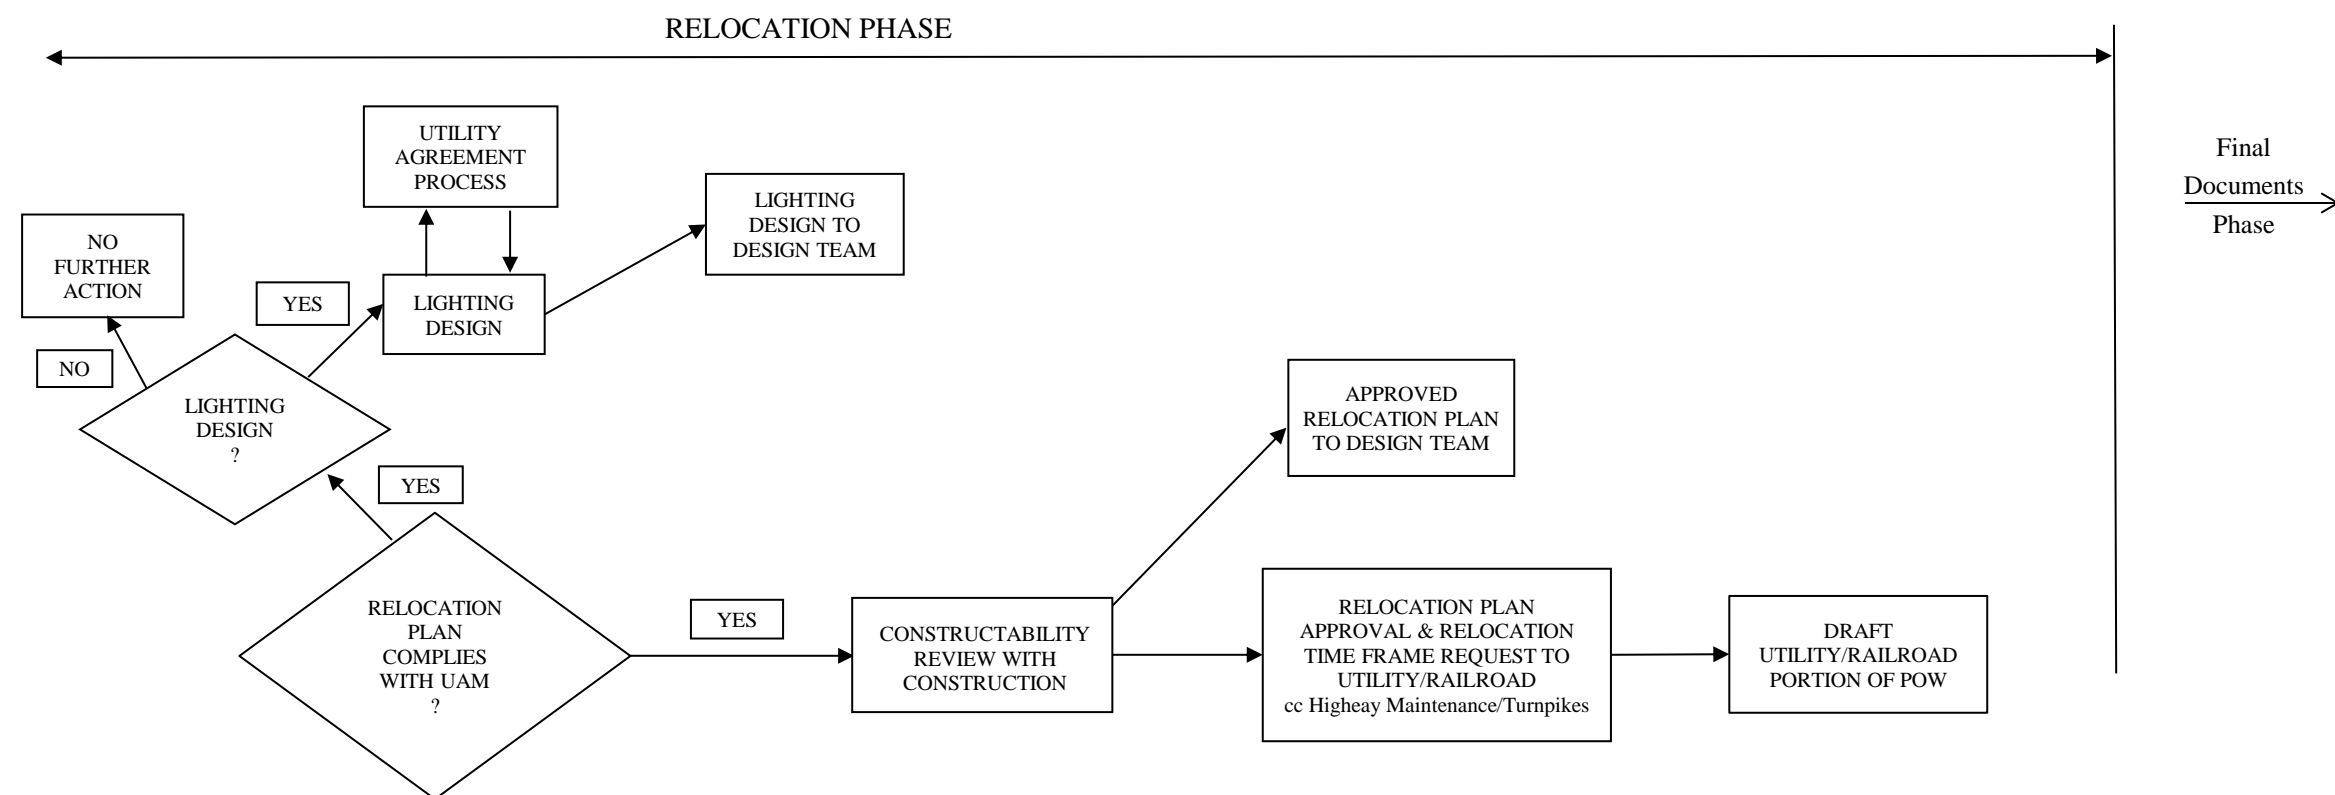 RELOCATION PHASE
UTILITY
AGREEMENT
PROCESS
Final
Documents
Phase
LIGHTING
DESIGN TO
DESIGN TEAM
NO
FURTHER
ACTION
YES
LIGHTING
DESIGN
NO
LIGHTING
DESIGN
?
APPROVED
RELOCATION PLAN
TO DESIGN TEAM
YES
RELOCATION
PLAN
COMPLIES
WITH UAM
?
YES
CONSTRUCTABILITY
REVIEW WITH
CONSTRUCTION
RELOCATION PLAN
APPROVAL & RELOCATION
TIME FRAME REQUEST TO
UTILITY/RAILROAD
cc Higheay Maintenance/Turnpikes
DRAFT
UTILITY/RAILROAD
PORTION OF POW